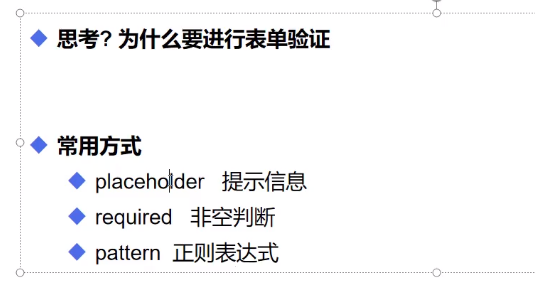 思考? 为什么要进行表单验证
常用方式
placeholder 提示信息
required 非空判断
pattern 正则表达式